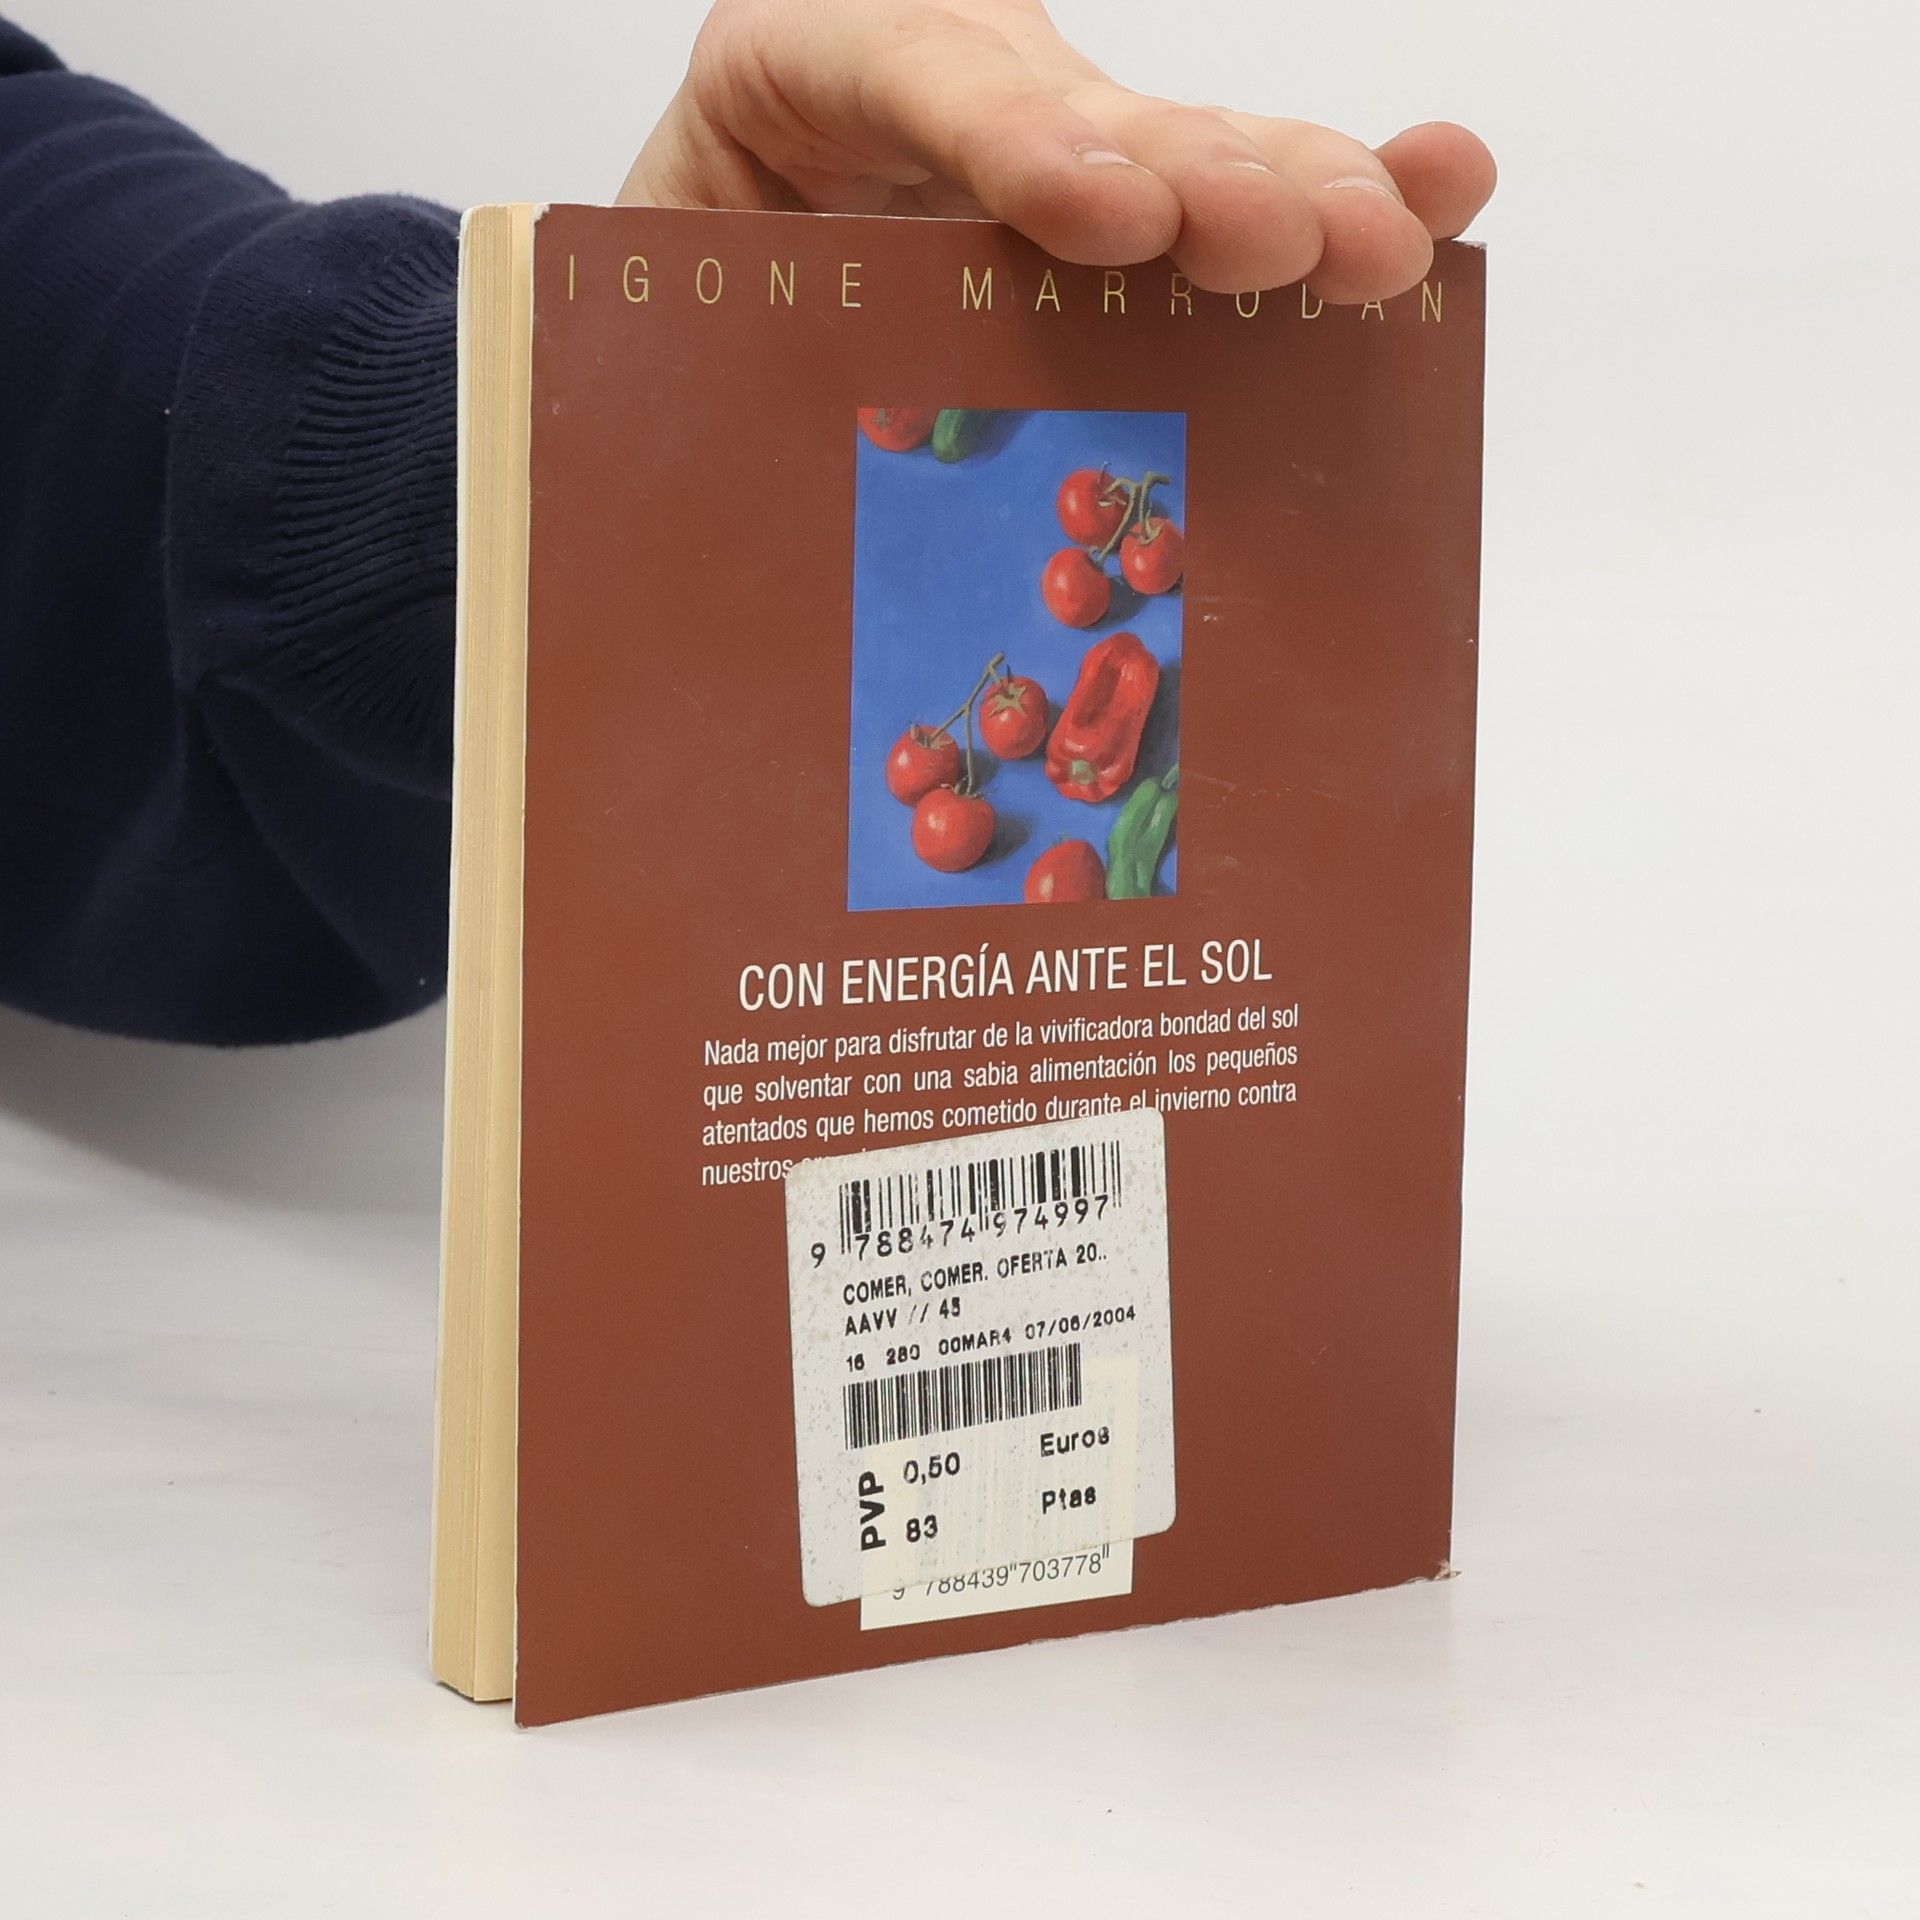 IGONE MARRODAN
CON ENERGÍA ANTE EL SOL
Nada mejor para disfrutar de la vivificadora bondad del sol
que solventar con una sabia alimentación los pequeños
atentados que hemos cometido durante el invierno contra
nuestros
9 788474 974997
COMER, COMER. OFERTA 20..
AAVV // 45
16 280 OOMAR4 07/06/2004
PVP 0,50 Euros
83 Ptas
9 788439 703778